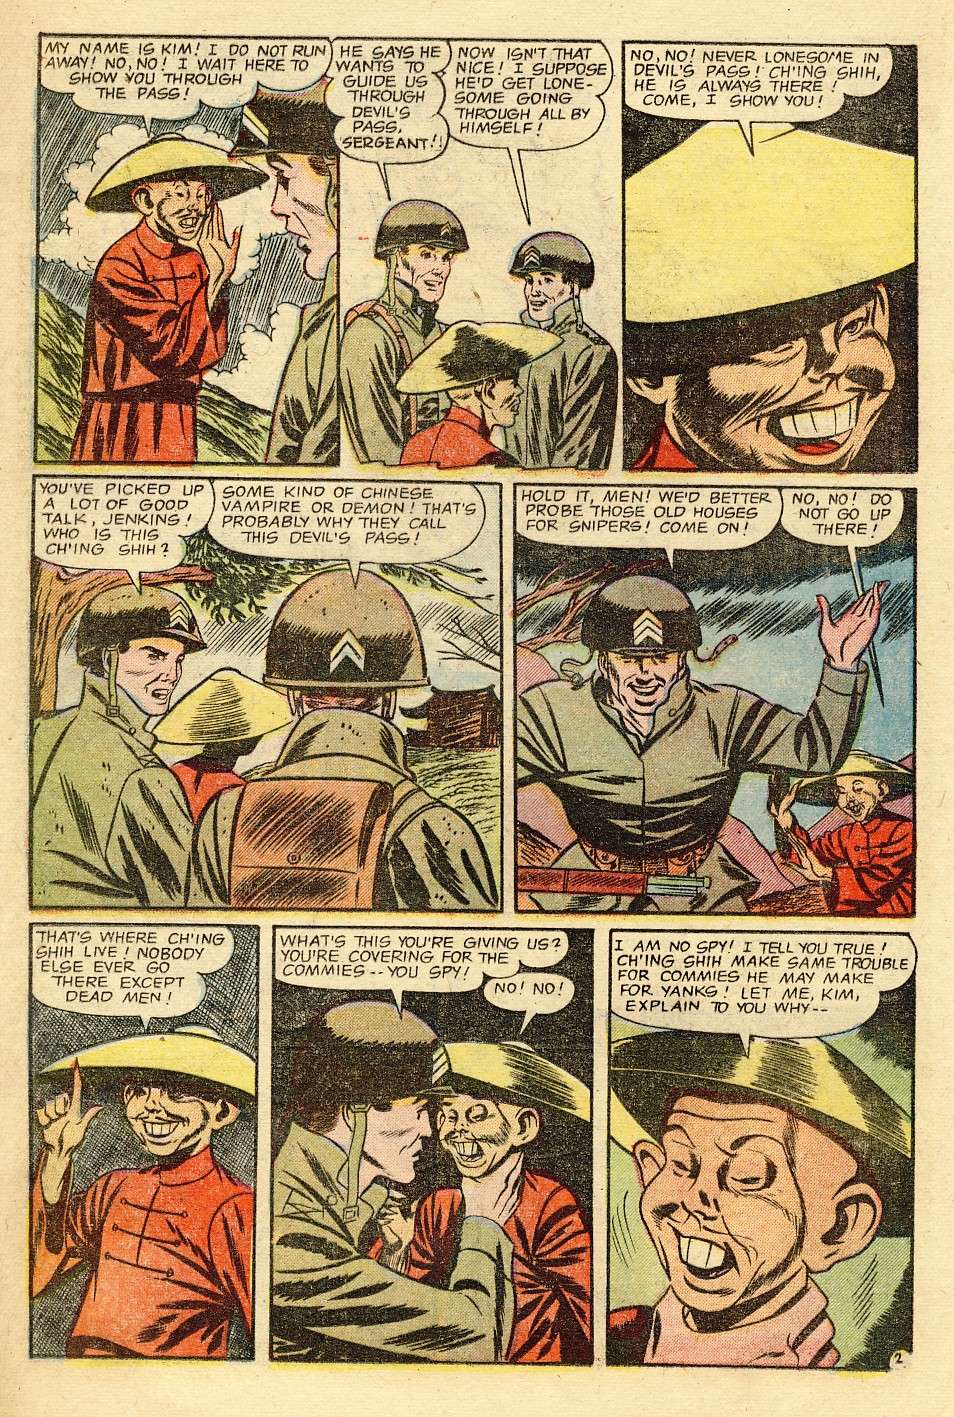 MY NAME IS KIM! I DO NOT RUN
AWAY! NO, NO! I WAIT HERE TO
SHOW YOU THROUGH
THE PASS!
HE SAYS HE
WANTS TO
GUIDE US
THROUGH
DEVIL'S
PASS,
SERGEANT!!
NOW ISN'T THAT
NICE! I SUPPOSE
HE'D GET LONE-
SOME GOING
THROUGH ALL BY
HIMSELF!
NO, NO! NEVER LONESOME IN
DEVIL'S PASS! CH'ING SHIH,
HE IS ALWAYS THERE!
COME, I SHOW YOU!
YOU'VE PICKED UP
A LOT OF GOOD
TALK, JENKINS!
WHO IS THIS
CH'ING SHIH?
SOME KIND OF CHINESE
VAMPIRE OR DEMON! THAT'S
PROBABLY WHY THEY CALL
THIS DEVIL'S PASS!
HOLD IT, MEN! WE'D BETTER
PROBE THOSE OLD HOUSES
FOR SNIPERS! COME ON!
NO, NO! DO
NOT GO UP
THERE!
THAT'S WHERE CH'ING
SHIH LIVE! NOBODY
ELSE EVER GO
THERE EXCEPT
DEAD MEN!
WHAT'S THIS YOU'RE GIVING US?
YOU'RE COVERING FOR THE
COMMIES--YOU SPY!
NO! NO!
I AM NO SPY! I TELL YOU TRUE!
CH'ING SHIH MAKE SAME TROUBLE
FOR COMMIES HE MAY MAKE
FOR YANKS! LET ME, KIM,
EXPLAIN TO YOU WHY--
2